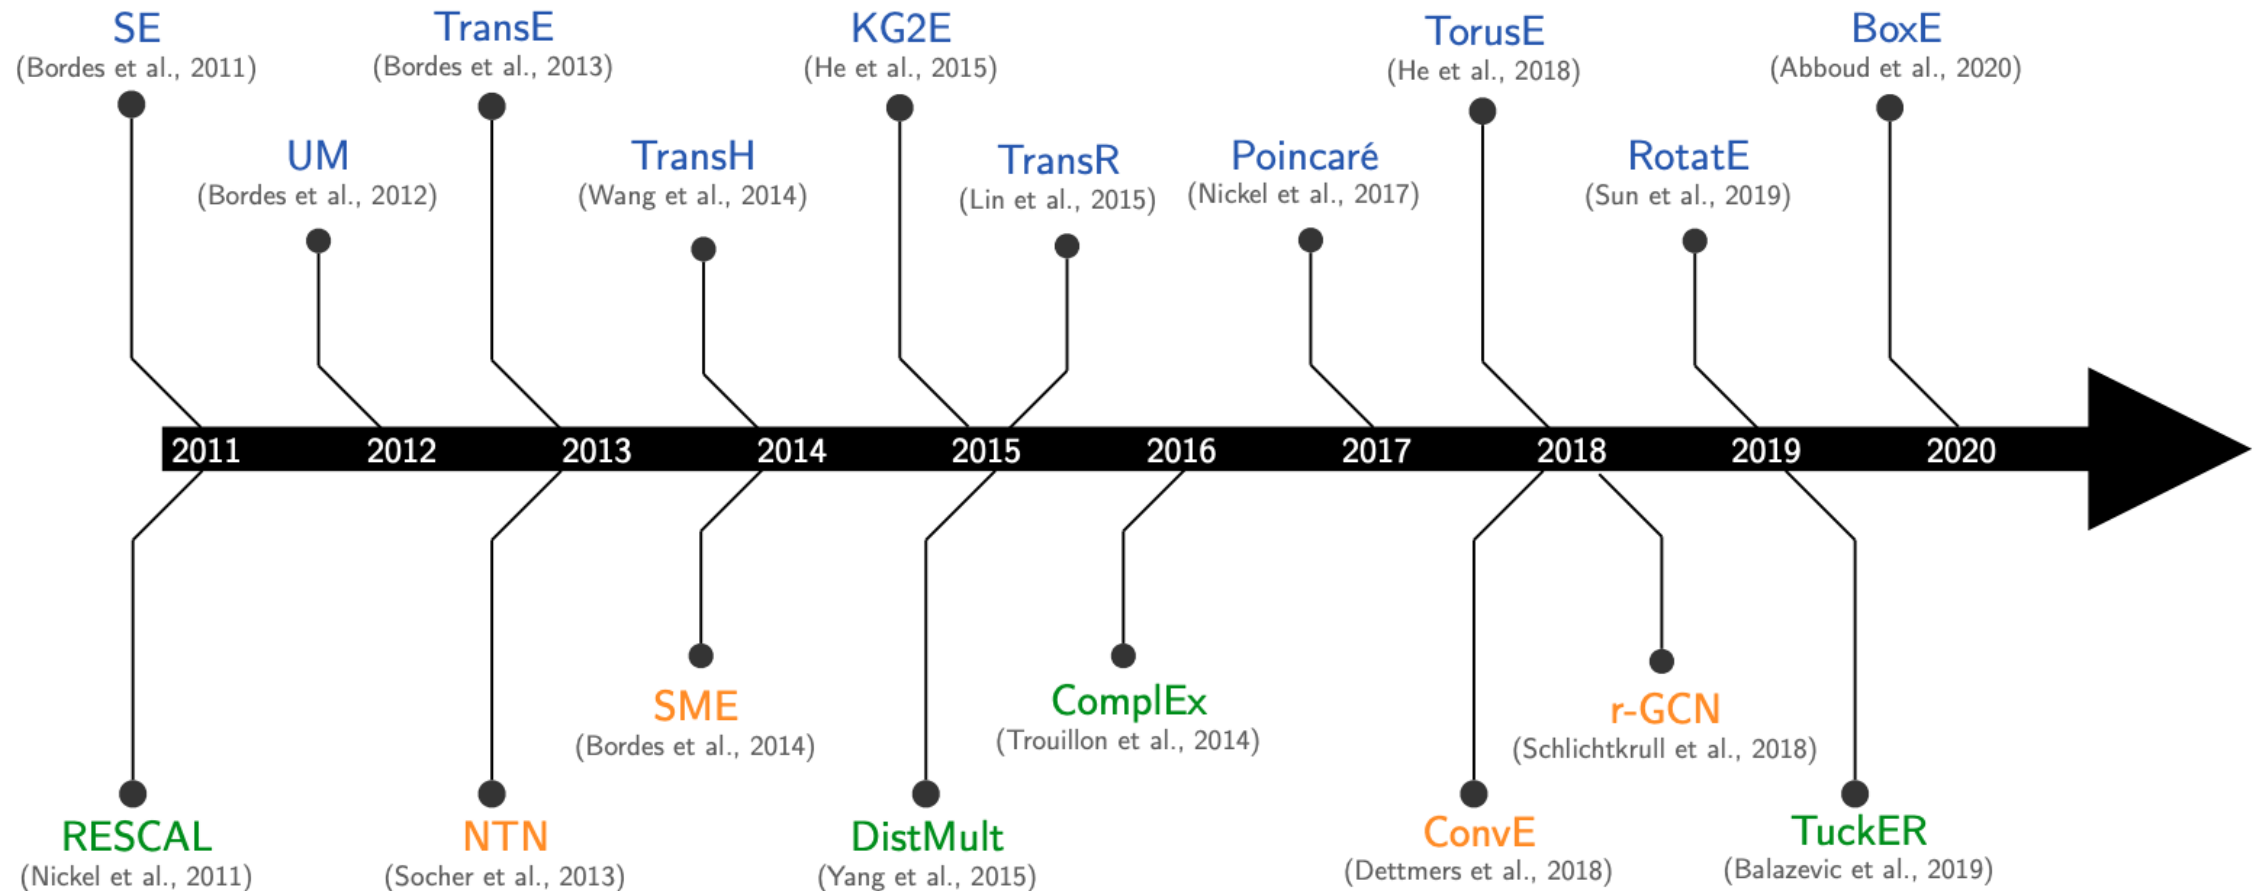 SE
(Bordes et al., 2011)
TransE
(Bordes et al., 2013)
KG2E
(He et al., 2015)
TorusE
(He et al., 2018)
BoxE
(Abboud et al., 2020)
UM
(Bordes et al., 2012)
TransH
(Wang et al., 2014)
TransR
(Lin et al., 2015)
Poincaré
(Nickel et al., 2017)
RotatE
(Sun et al., 2019)
2011 2012 2013 2014 2015 2016 2017 2018 2019 2020
SME
(Bordes et al., 2014)
ComplEx
(Trouillon et al., 2014)
r-GCN
(Schlichtkrull et al., 2018)
RESCAL
(Nickel et al., 2011)
NTN
(Socher et al., 2013)
DistMult
(Yang et al., 2015)
ConvE
(Dettmers et al., 2018)
TuckER
(Balazevic et al., 2019)